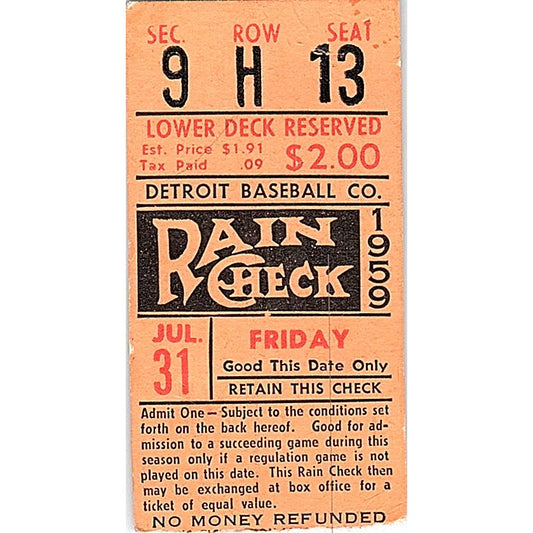 SEC. ROW SEAT
9 H 13
LOWER DECK RESERVED
Est. Price $1.91
Tax Paid .09 $2.00
DETROIT BASEBALL CO.
RAIN
CHECK
1959
JUL. FRIDAY
31 Good This Date Only
RETAIN THIS CHECK
Admit One — Subject to the conditions set
forth on the back hereof. Good for ad-
mission to a succeeding game during this
season only if a regulation game is not
played on this date. This Rain Check then
may be exchanged at box office for a
ticket of equal value.
NO MONEY REFUNDED